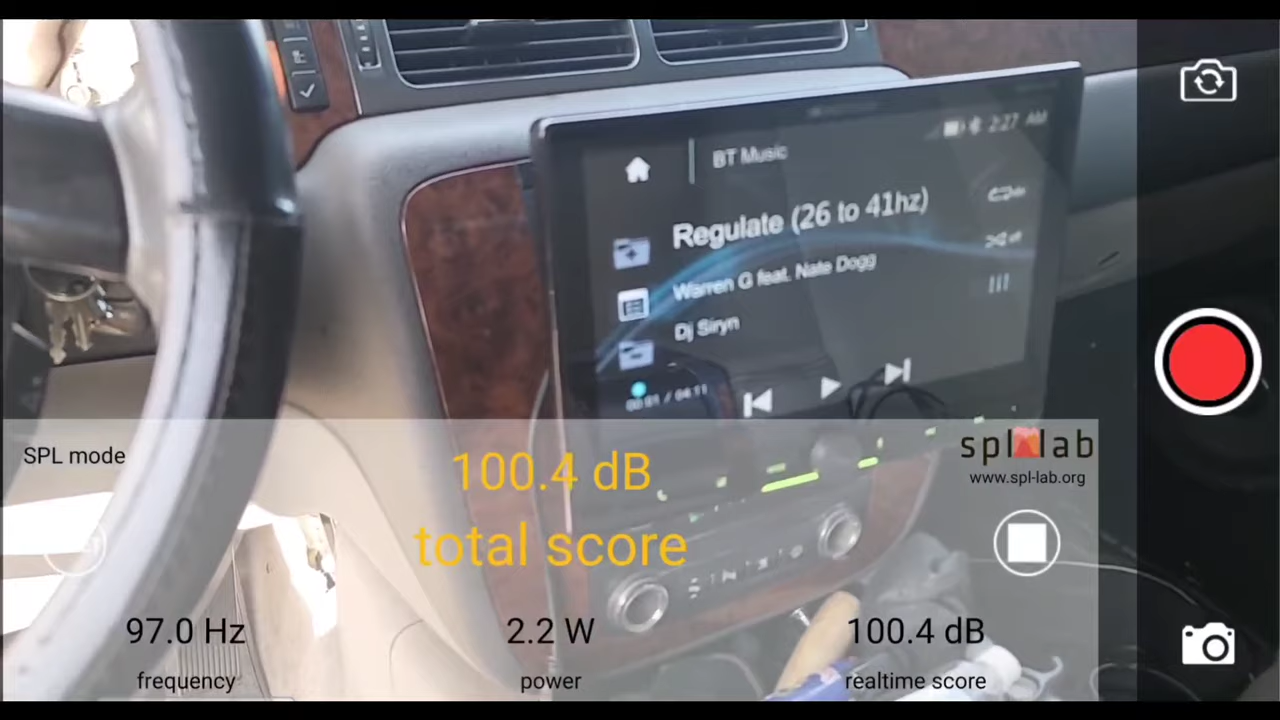 2:27 AM
BT Music
Regulate (26 to 41hz)
Warren G feat. Nate Dogg
Dj Siryn
/ 04:11
SPL mode
100.4 dB
total score
spl lab
www.spl-lab.org
97.0 Hz
2.2 W
100.4 dB
frequency
power
realtime score